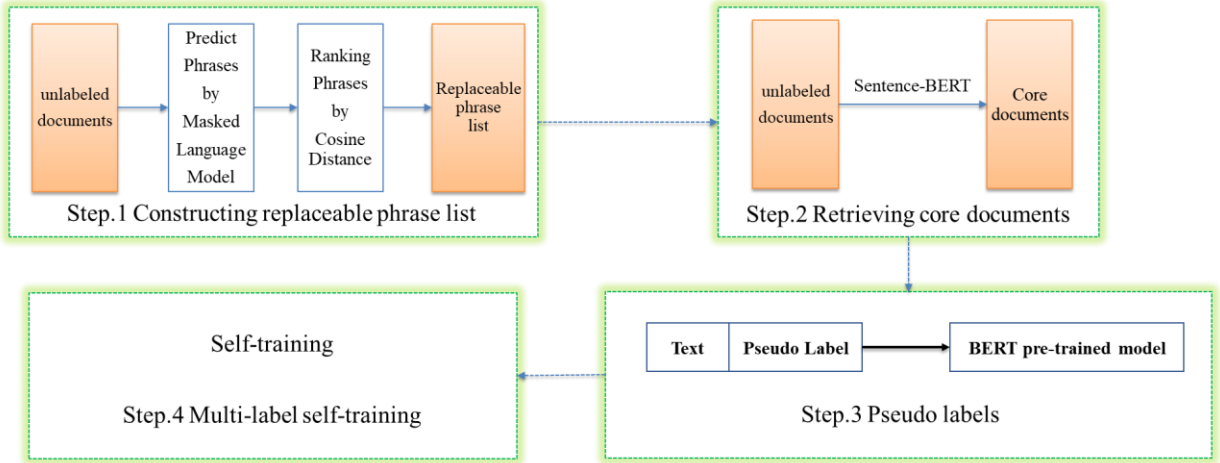 unlabeled
documents
Predict
Phrases
by
Masked
Language
Model
Ranking
Phrases
by
Cosine
Distance
Replaceable
phrase
list
Step.1 Constructing replaceable phrase list
unlabeled
documents
Sentence-BERT
Core
documents
Step.2 Retrieving core documents
Text
Pseudo Label
BERT pre-trained model
Step.3 Pseudo labels
Self-training
Step.4 Multi-label self-training